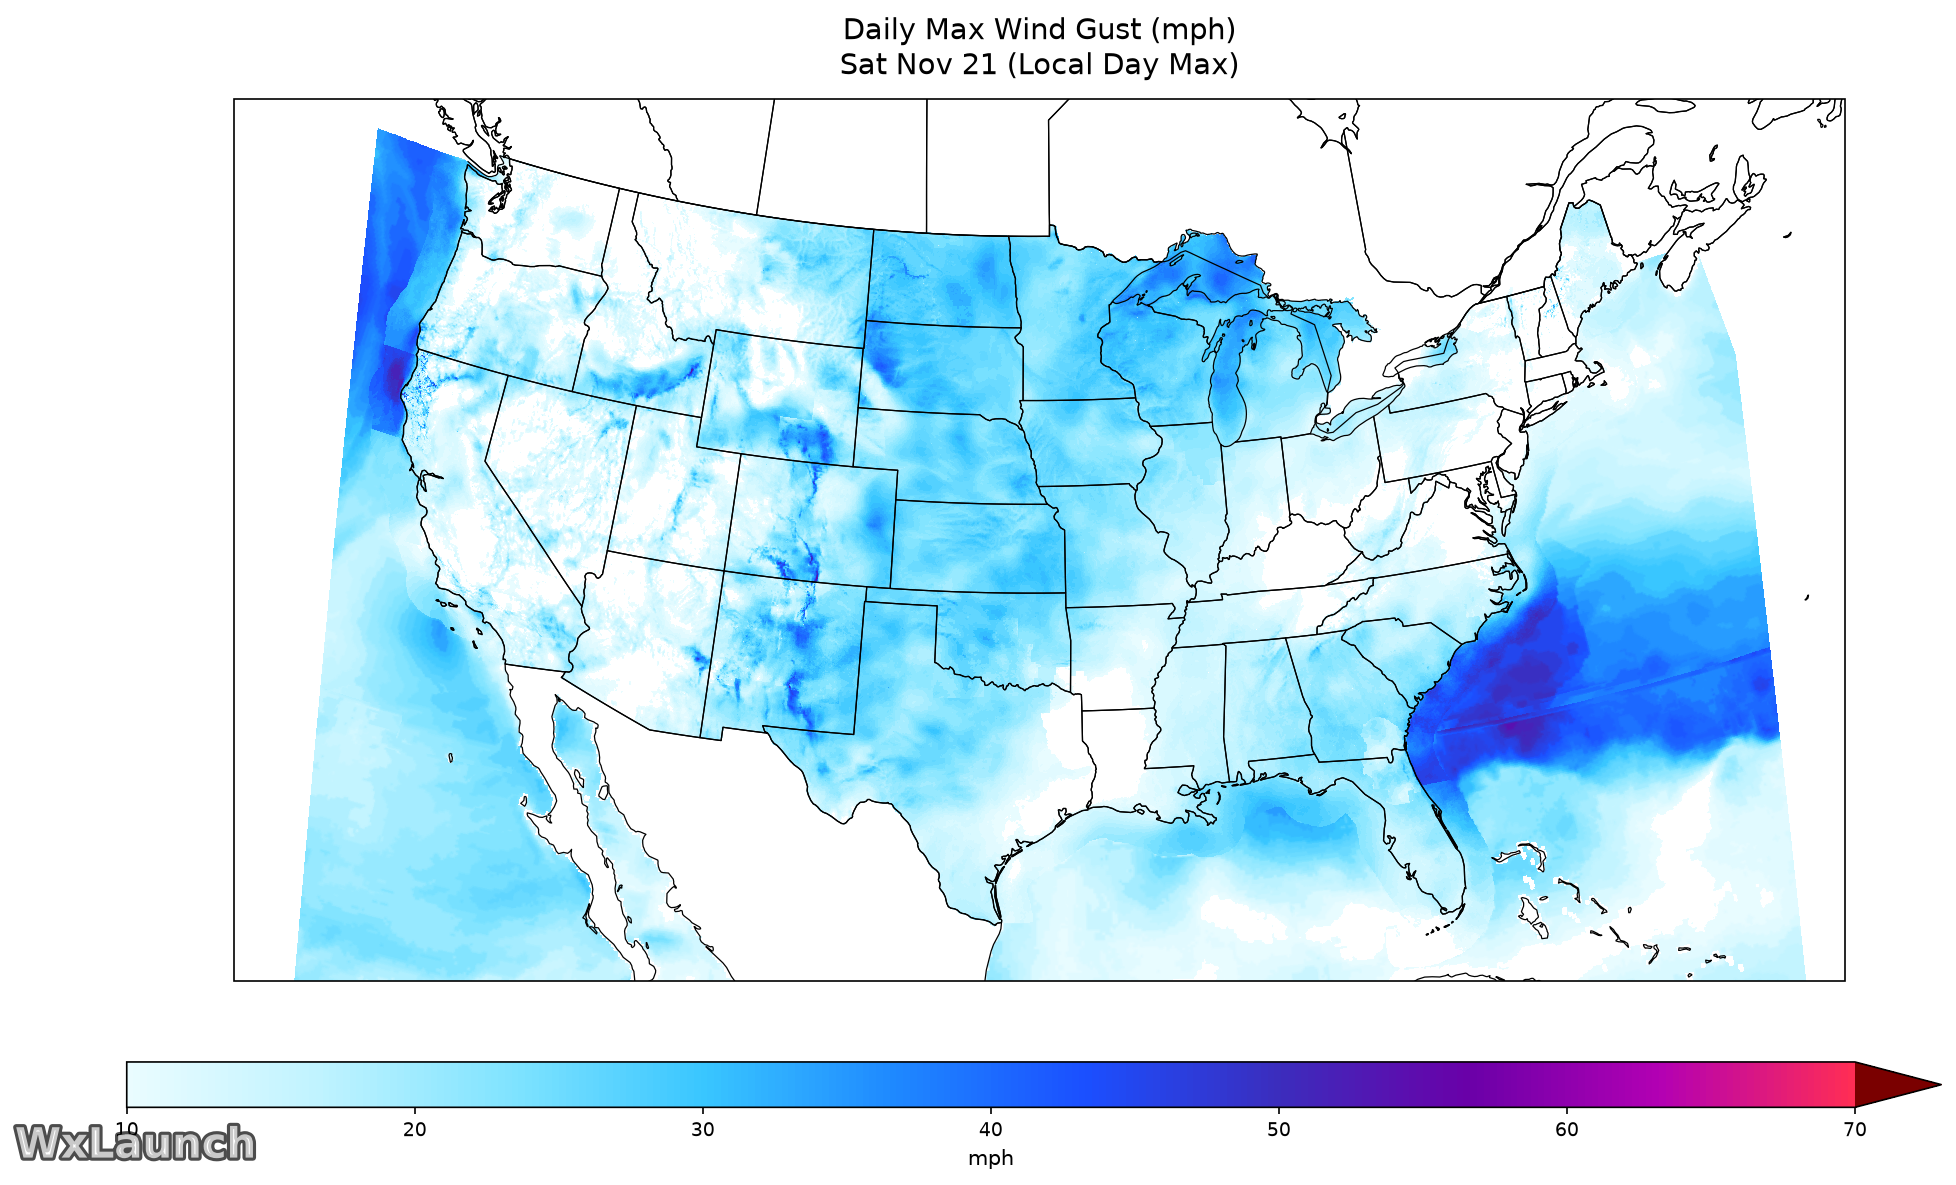 Daily Max Wind Gust (mph)
Sat Nov 21 (Local Day Max)
10 20 30 40 50 60 70
mph
WxLaunch